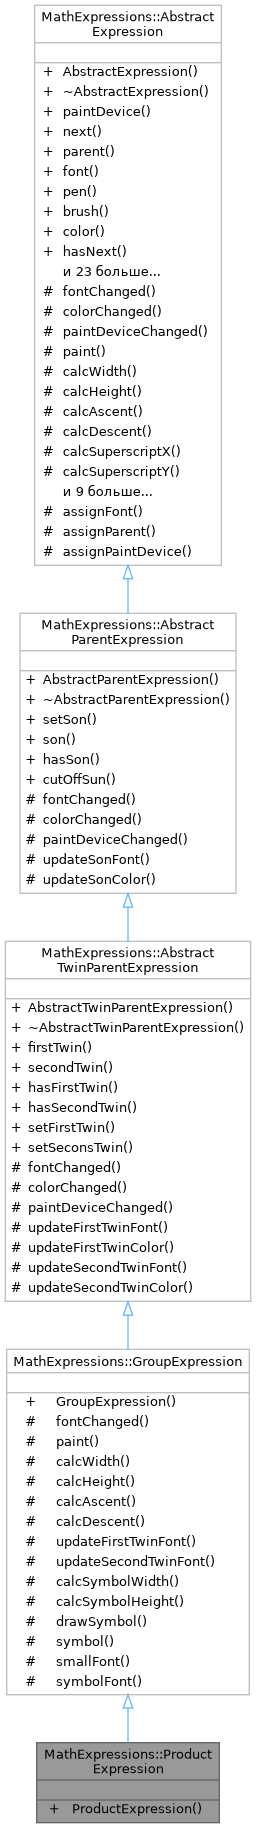 MathExpressions::Abstract
Expression
+ AbstractExpression()
+ ~AbstractExpression()
+ paintDevice()
+ next()
+ parent()
+ font()
+ pen()
+ brush()
+ color()
+ hasNext()
и 23 больше...
# fontChanged()
# colorChanged()
# paintDeviceChanged()
# paint()
# calcWidth()
# calcHeight()
# calcAscent()
# calcDescent()
# calcSuperscriptX()
# calcSuperscriptY()
и 9 больше...
# assignFont()
# assignParent()
# assignPaintDevice()
MathExpressions::Abstract
ParentExpression
+ AbstractParentExpression()
+ ~AbstractParentExpression()
+ setSon()
+ son()
+ hasSon()
+ cutOffSun()
# fontChanged()
# colorChanged()
# paintDeviceChanged()
# updateSonFont()
# updateSonColor()
MathExpressions::Abstract
TwinParentExpression
+ AbstractTwinParentExpression()
+ ~AbstractTwinParentExpression()
+ firstTwin()
+ secondTwin()
+ hasFirstTwin()
+ hasSecondTwin()
+ setFirstTwin()
+ setSeconsTwin()
# fontChanged()
# colorChanged()
# paintDeviceChanged()
# updateFirstTwinFont()
# updateFirstTwinColor()
# updateSecondTwinFont()
# updateSecondTwinColor()
MathExpressions::GroupExpression
+ GroupExpression()
# fontChanged()
# paint()
# calcWidth()
# calcHeight()
# calcAscent()
# calcDescent()
# updateFirstTwinFont()
# updateSecondTwinFont()
# calcSymbolWidth()
# calcSymbolHeight()
# drawSymbol()
# symbol()
# smallFont()
# symbolFont()
MathExpressions::Product
Expression
+ ProductExpression()